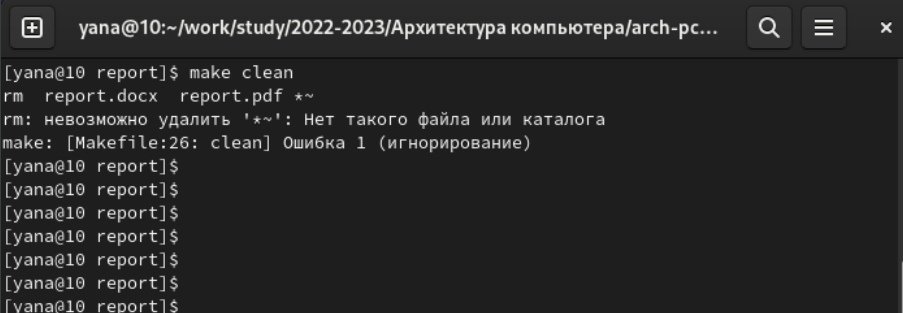 yana@10:~/work/study/2022-2023/Архитектура компьютера/arch-pc...
[yana@10 report]$ make clean
rm  report.docx  report.pdf *~
rm: невозможно удалить '*~': Нет такого файла или каталога
make: [Makefile:26: clean] Ошибка 1 (игнорирование)
[yana@10 report]$
[yana@10 report]$
[yana@10 report]$
[yana@10 report]$
[yana@10 report]$
[yana@10 report]$
[yana@10 report]$